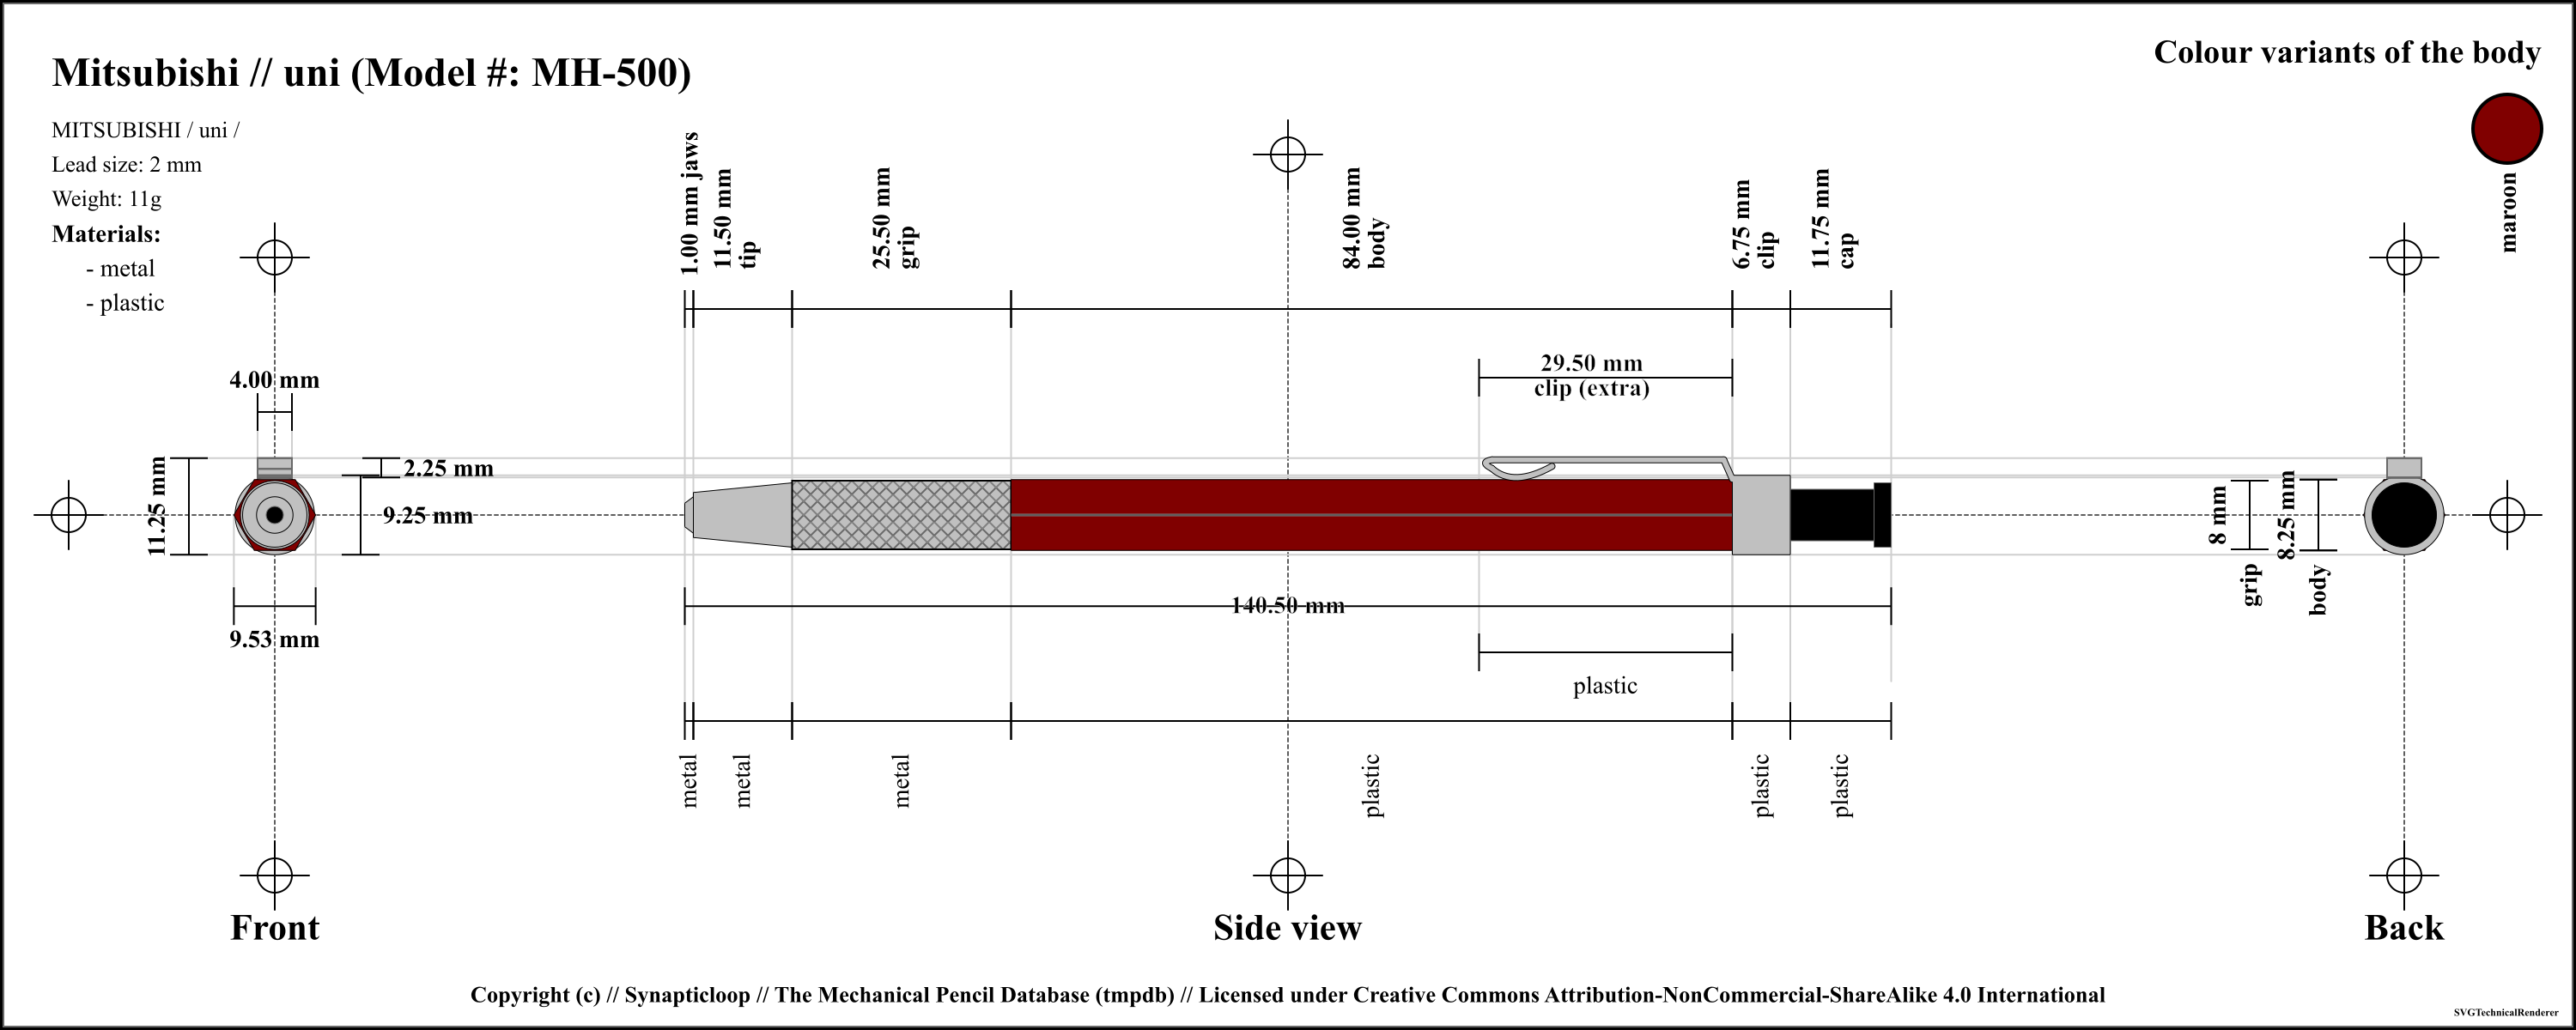 Mitsubishi // uni (Model #: MH-500)
Colour variants of the body
MITSUBISHI / uni /
Lead size: 2 mm
Weight: 11g
Materials:
- metal
- plastic
maroon
1.00 mm jaws
11.50 mm
tip
25.50 mm
grip
84.00 mm
body
6.75 mm
clip
11.75 mm
cap
29.50 mm
clip (extra)
4.00 mm
2.25 mm
11.25 mm
9.25 mm
9.53 mm
8 mm
grip
8.25 mm
body
140.50 mm
plastic
metal
metal
metal
plastic
plastic
plastic
Front
Side view
Back
Copyright (c) // Synapticloop // The Mechanical Pencil Database (tmpdb) // Licensed under Creative Commons Attribution-NonCommercial-ShareAlike 4.0 International
SVGTechnicalRenderer